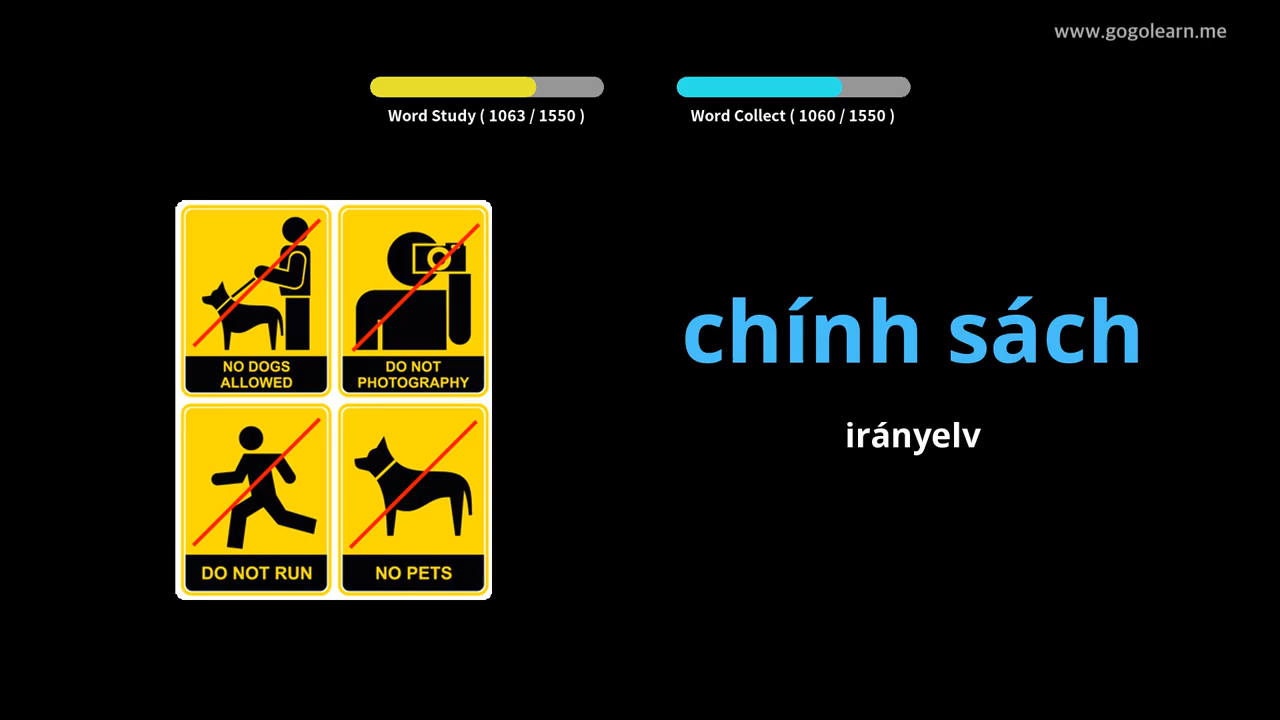 www.gogolearn.me
Word Study ( 1063 / 1550 )
Word Collect ( 1060 / 1550 )
NO DOGS
ALLOWED
DO NOT
PHOTOGRAPHY
DO NOT RUN
NO PETS
chính sách
irányelv